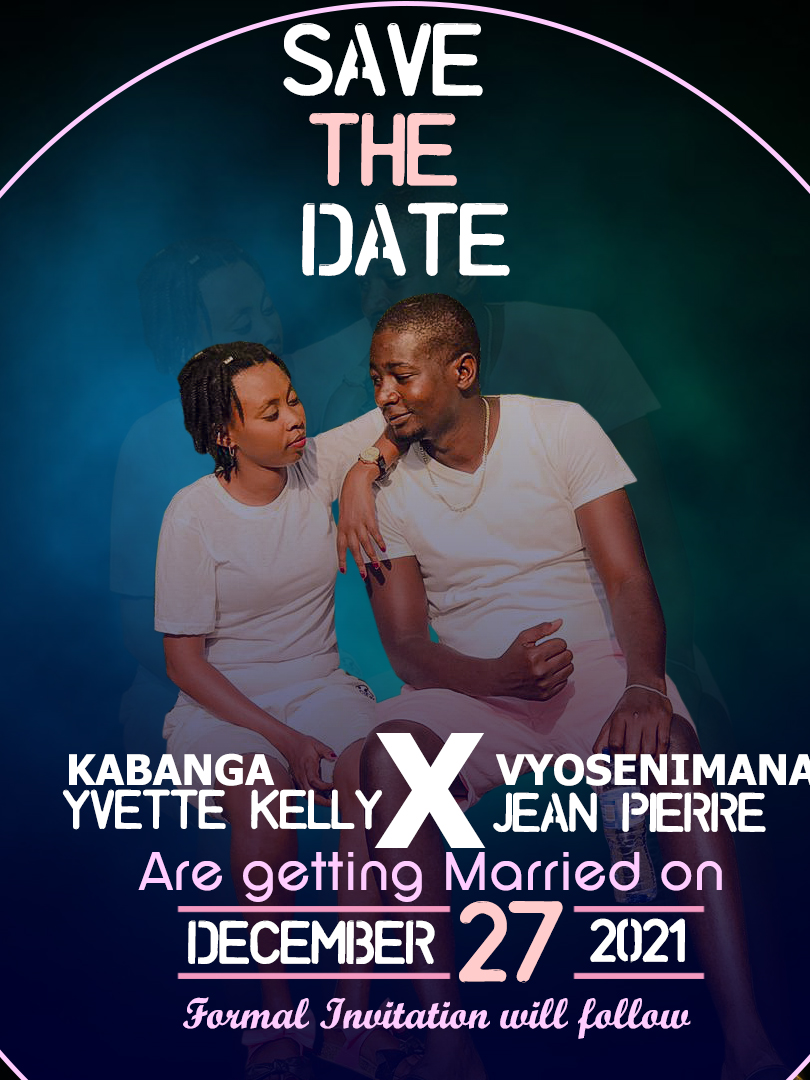 SAVE
THE
DATE
KABANGA X VYOSENIMANA
YVETTE KELLY JEAN PIERRE
Are getting Married on
DECEMBER 27 2021
Formal Invitation will follow